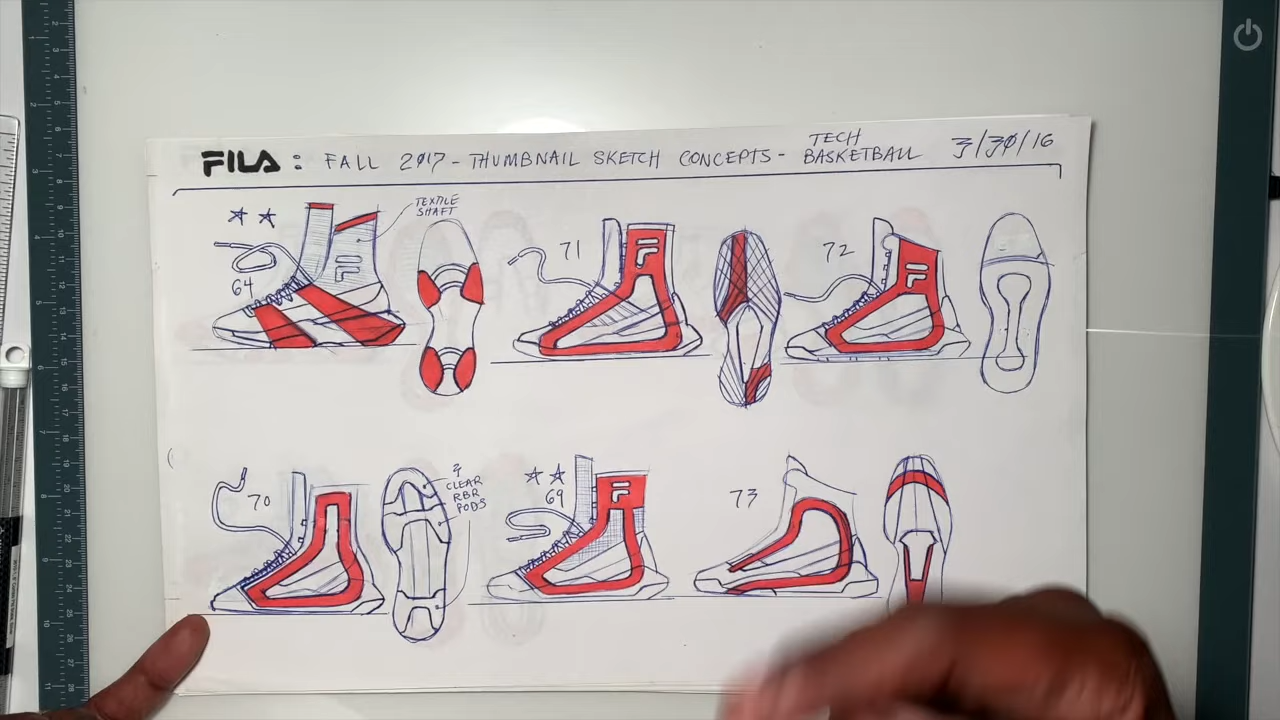 FILA: FALL 2017 - THUMBNAIL SKETCH CONCEPTS - TECH BASKETBALL 3/30/16
TEXTILE
SHAFT
64
F
71
F
72
F
70
CLEAR
RBR
PODS
69
F
73